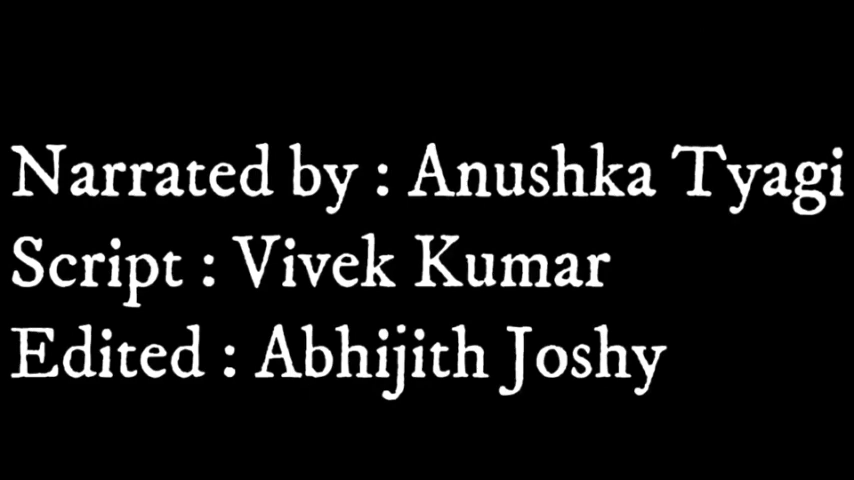 Narrated by : Anushka Tyagi
Script : Vivek Kumar
Edited : Abhijith Joshy